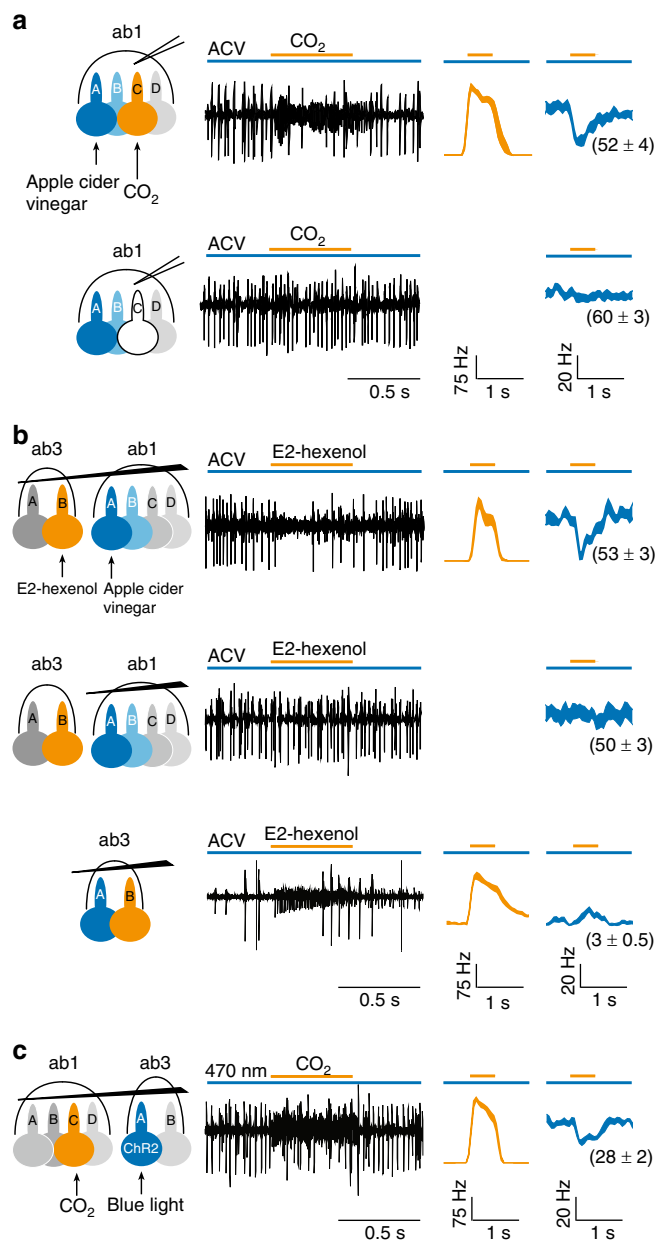 a
ab1
A B C D
Apple cider
vinegar
CO2
ACV
CO2
(52 ± 4)
ab1
A B C D
ACV
CO2
(60 ± 3)
0.5 s
75 Hz
1 s
20 Hz
1 s
b
ab3
ab1
A B
A B C D
E2-hexenol
Apple cider
vinegar
ACV
E2-hexenol
(53 ± 3)
ab3
ab1
A B
A B C D
ACV
E2-hexenol
(50 ± 3)
ab3
A B
ACV
E2-hexenol
(3 ± 0.5)
0.5 s
75 Hz
1 s
20 Hz
1 s
c
ab1
ab3
A B C D
A B
ChR2
CO2
Blue light
470 nm
CO2
(28 ± 2)
0.5 s
75 Hz
1 s
20 Hz
1 s